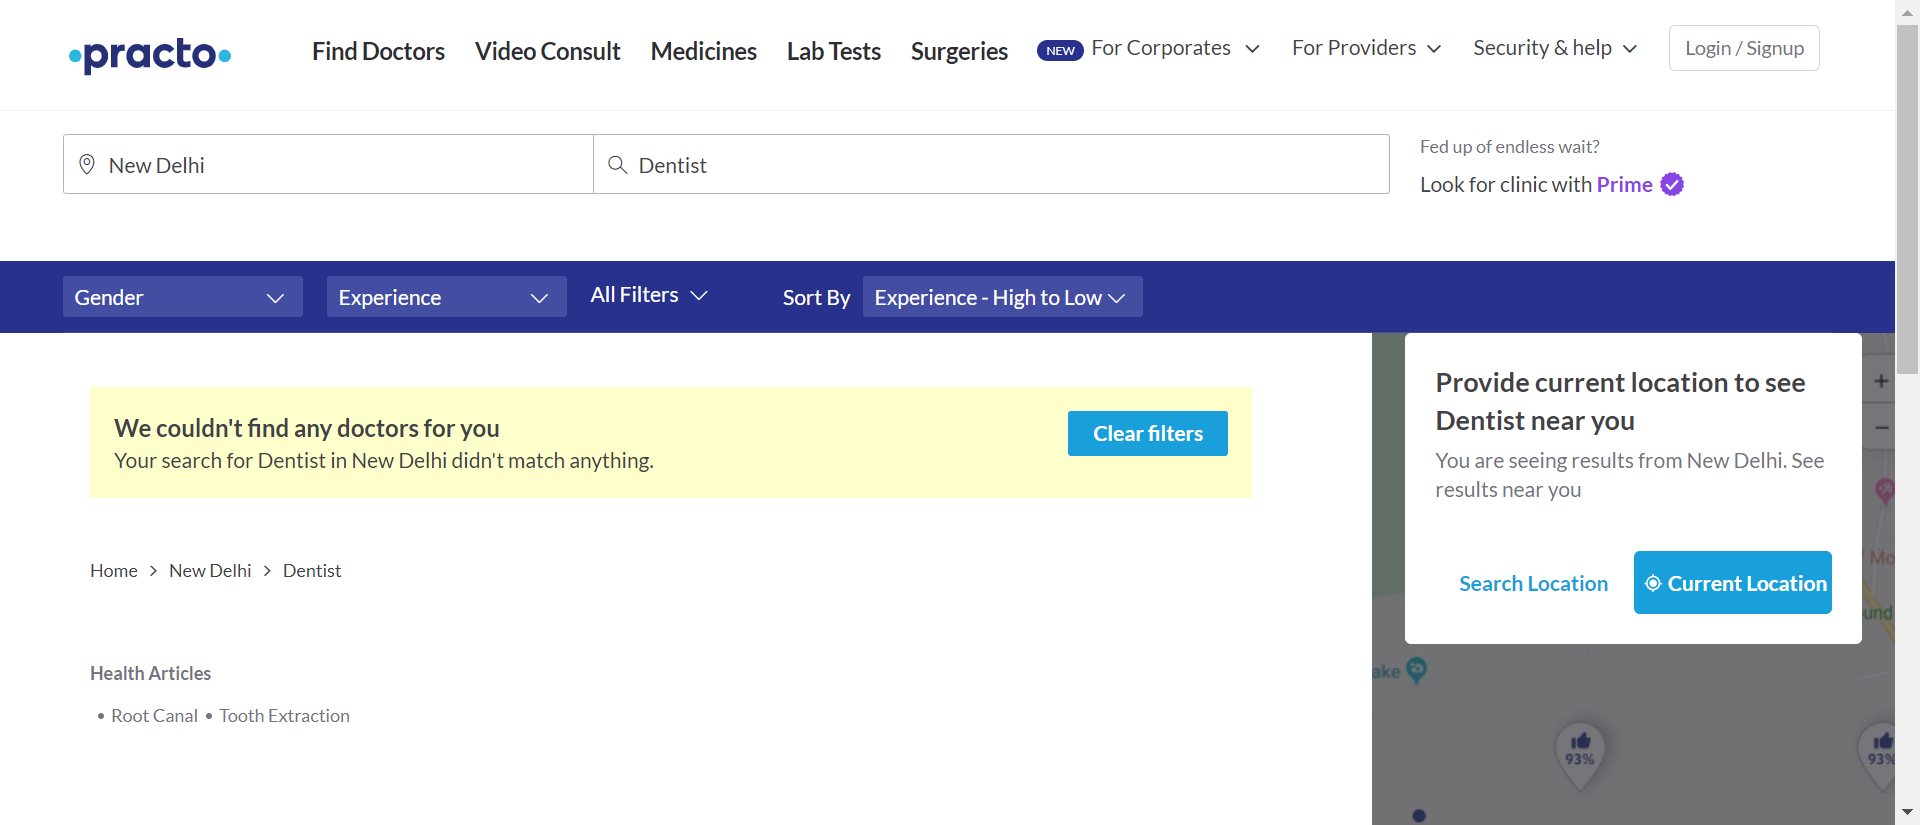 practo
Find Doctors
Video Consult
Medicines
Lab Tests
Surgeries
NEW For Corporates
For Providers
Security & help
Login / Signup
New Delhi
Dentist
Fed up of endless wait?
Look for clinic with Prime
Gender
Experience
All Filters
Sort By
Experience - High to Low
We couldn't find any doctors for you
Your search for Dentist in New Delhi didn't match anything.
Clear filters
Provide current location to see
Dentist near you
You are seeing results from New Delhi. See
results near you
Search Location
Current Location
Home > New Delhi > Dentist
Health Articles
• Root Canal • Tooth Extraction
93%
93%